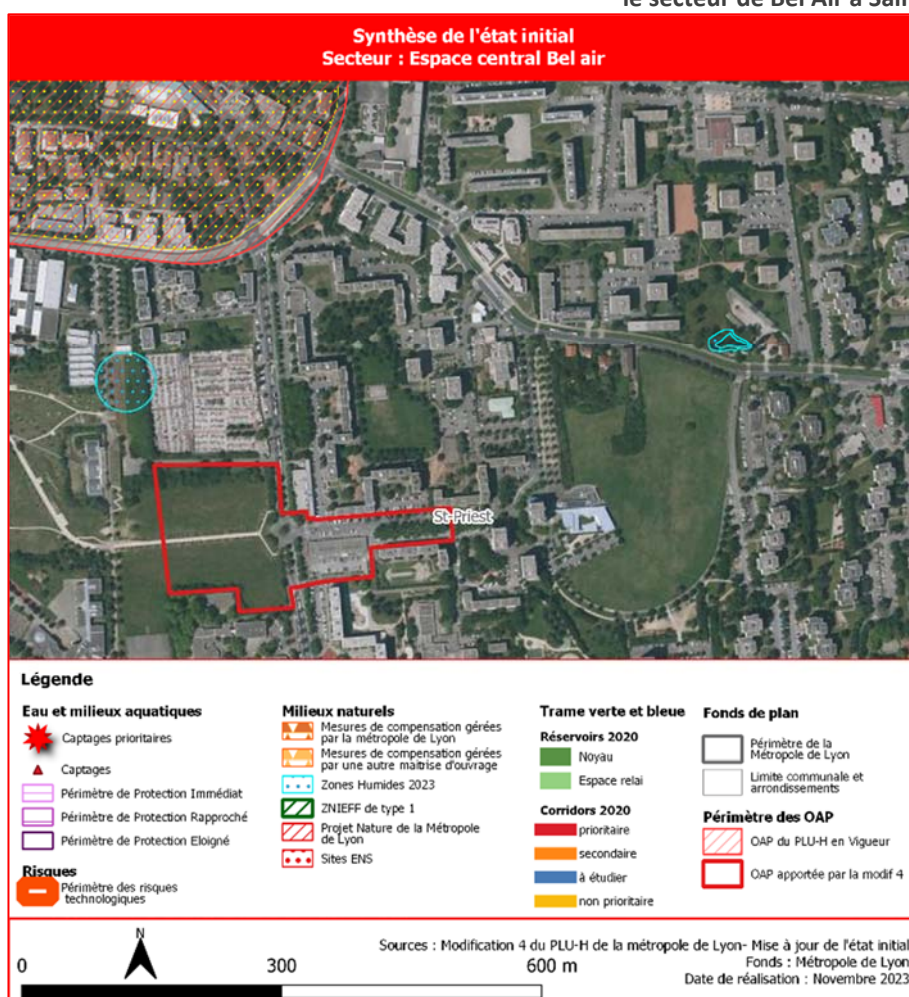 le secteur de Bel Air à
Synthèse de l'état initial
Secteur : Espace central Bel air
St-Priest
Légende
Eau et milieux aquatiques
Captages prioritaires
Captages
Périmètre de Protection Immédiat
Périmètre de Protection Rapproché
Périmètre de Protection Eloigné
Risques
Périmètre des risques
technologiques
Milieux naturels
Mesures de compensation gérées
par la métropole de Lyon
Mesures de compensation gérées
par une autre maitrise d'ouvrage
Zones Humides 2023
ZNIEFF de type 1
Projet Nature de la Métropole
de Lyon
Sites ENS
Trame verte et bleue
Réservoirs 2020
Noyau
Espace relai
Corridors 2020
prioritaire
secondaire
à étudier
non prioritaire
Fonds de plan
Périmètre de la
Métropole de Lyon
Limite communale et
arrondissements
Périmètre des OAP
OAP du PLU-H en Vigueur
OAP apportée par la modif 4
N
0 300 600 m
Sources : Modification 4 du PLU-H de la métropole de Lyon- Mise à jour de l'état initial
Fonds : Métropole de Lyon
Date de réalisation : Novembre 2023